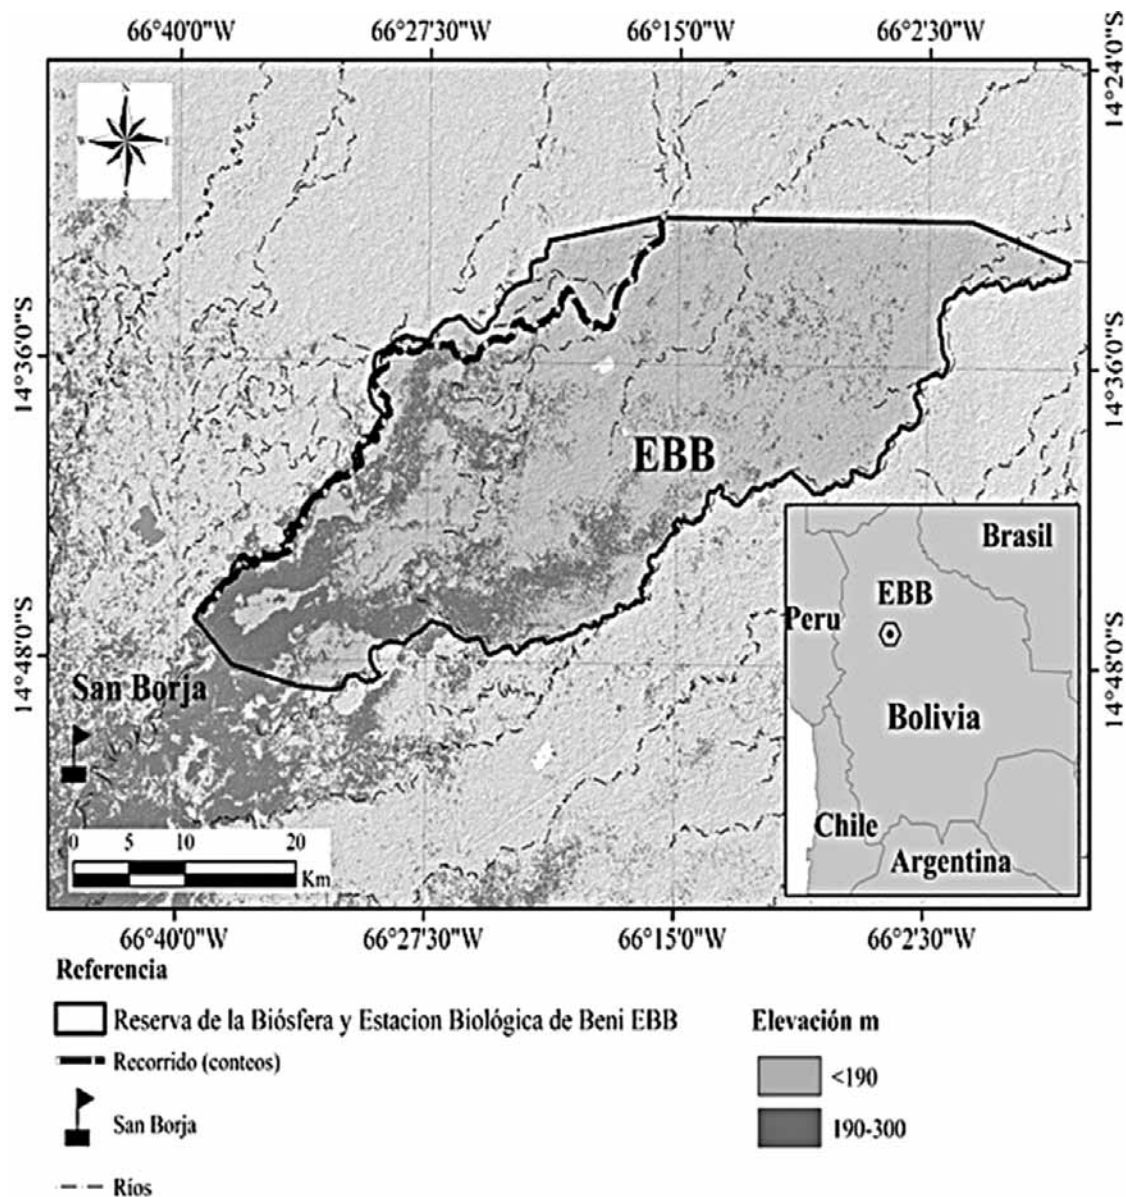 66°40'0"W 66°27'30"W 66°15'0"W 66°2'30"W
14°24'0"S
N
14°36'0"S
14°36'0"S
EBB
Brasil
EBB
Peru
14°48'0"S
14°48'0"S
San Borja
Bolivia
Chile
Argentina
0 5 10 20
Km
66°40'0"W 66°27'30"W 66°15'0"W 66°2'30"W
Referencia
Reserva de la Biósfera y Estacion Biológica de Beni EBB
Elevación m
Recorrido (conteos)
<190
San Borja
190-300
Ríos